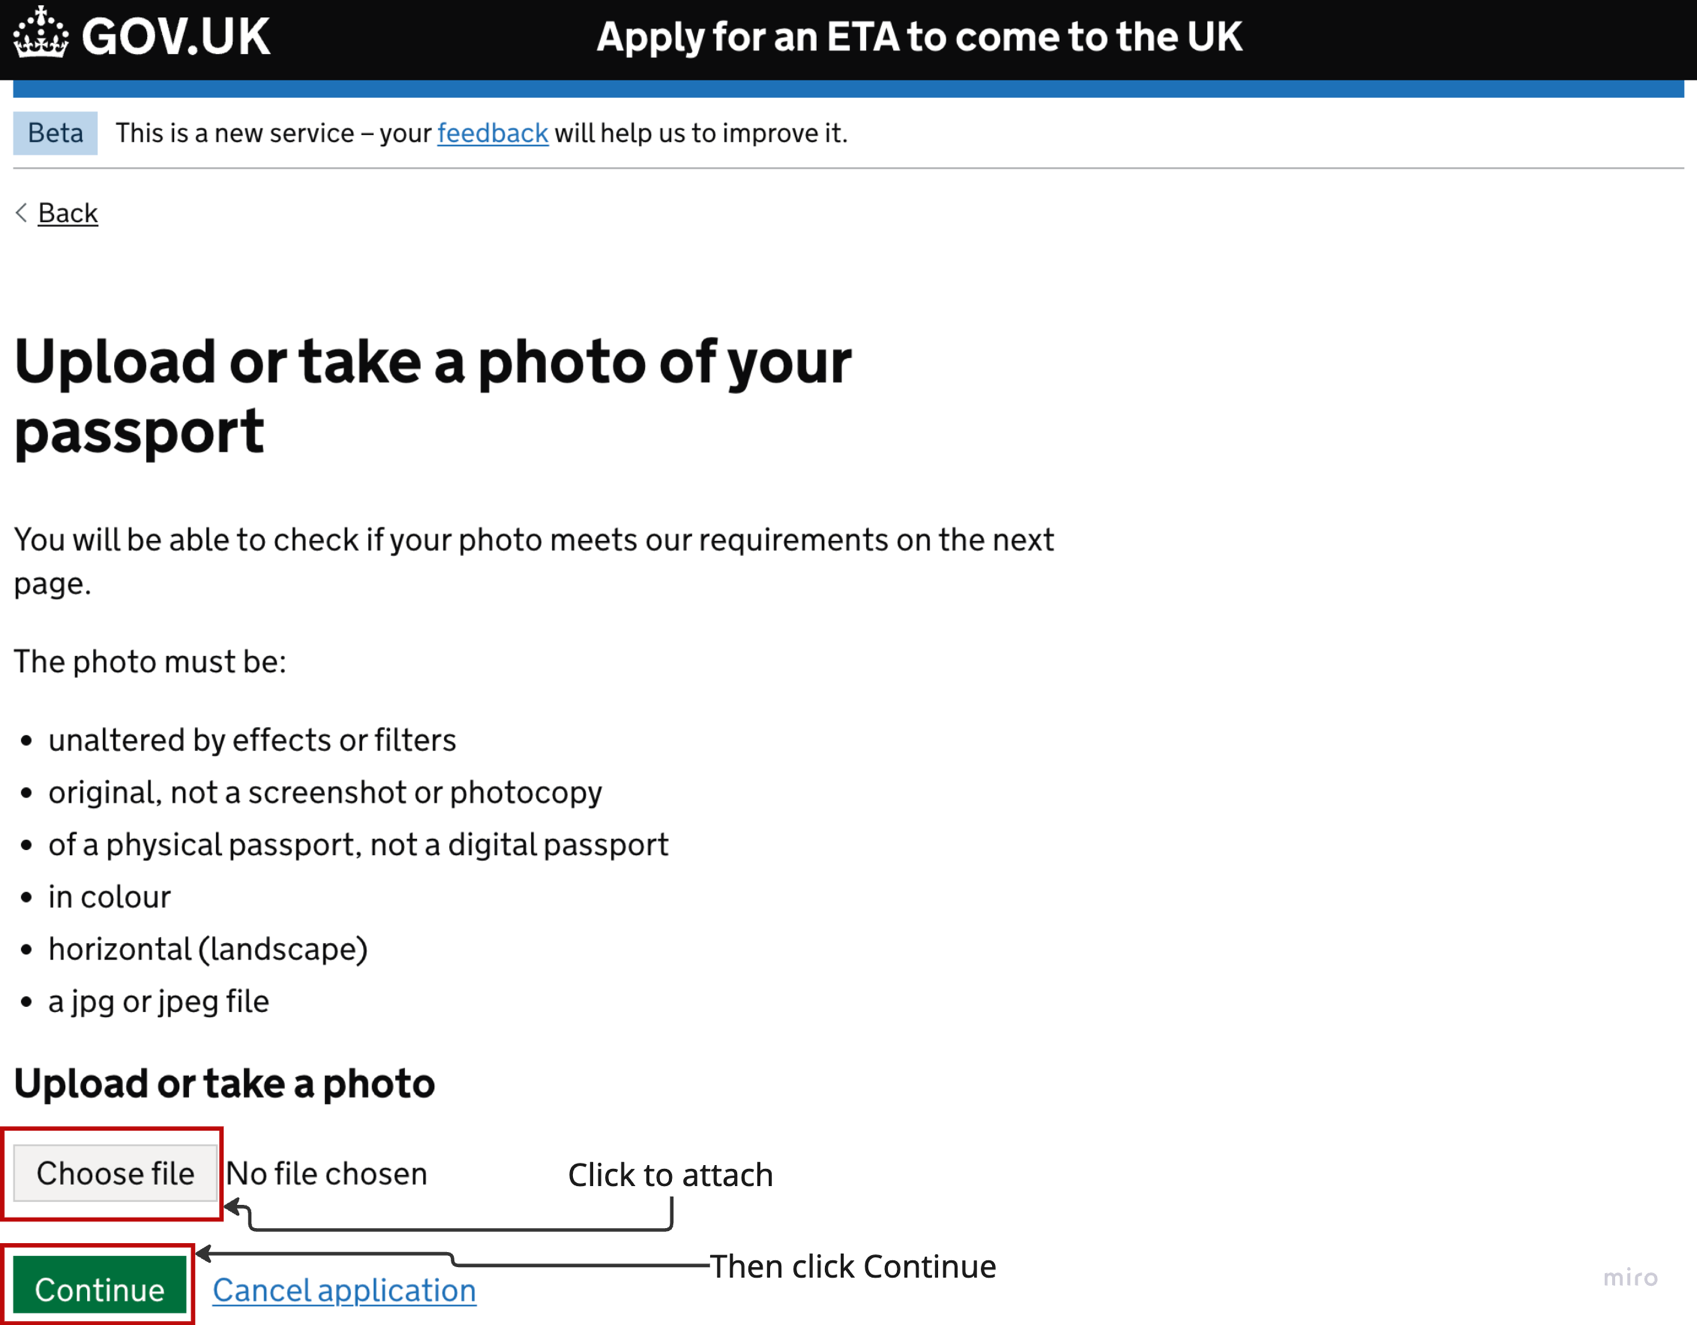 GOV.UK
Apply for an ETA to come to the UK
Beta
This is a new service – your feedback will help us to improve it.
Back
Upload or take a photo of your
passport
You will be able to check if your photo meets our requirements on the next
page.
The photo must be:
• unaltered by effects or filters
• original, not a screenshot or photocopy
• of a physical passport, not a digital passport
• in colour
• horizontal (landscape)
• a jpg or jpeg file
Upload or take a photo
Choose file No file chosen
Click to attach
Then click Continue
Continue
Cancel application
miro